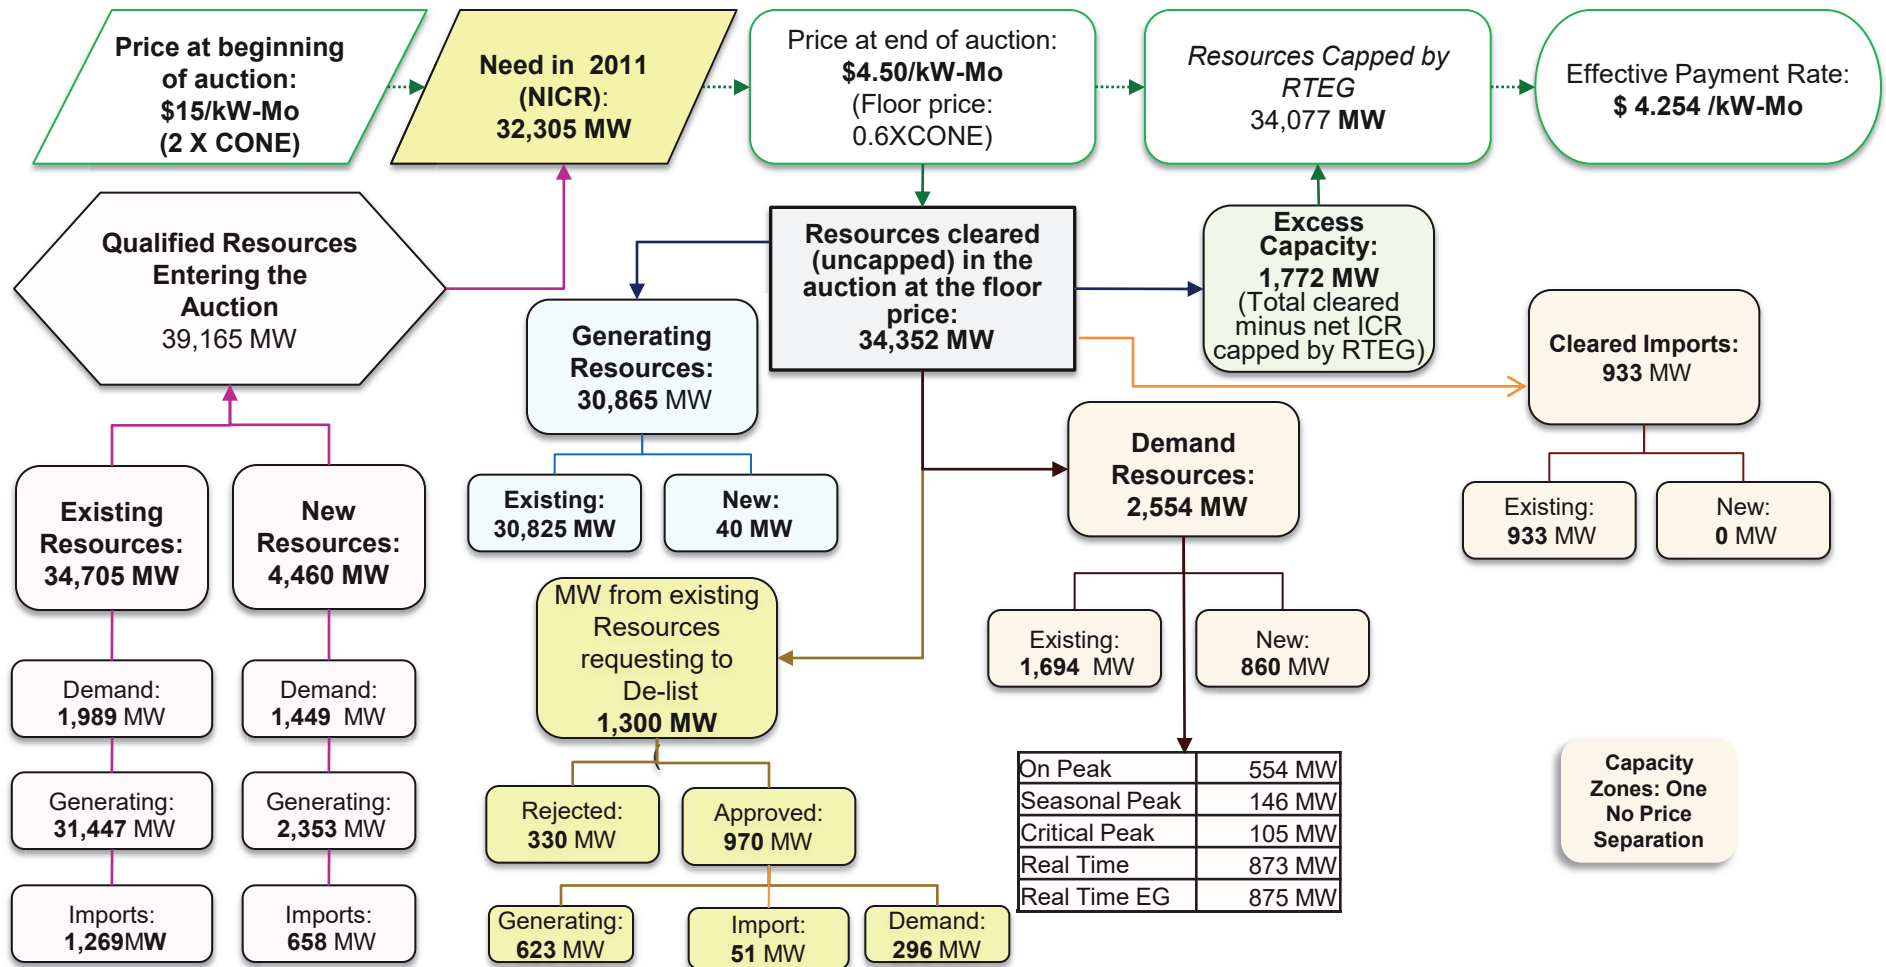 Price at beginning
of auction:
$15/kW-Mo
(2 X CONE)
Need in 2011
(NICR):
32,305 MW
Price at end of auction:
$4.50/kW-Mo
(Floor price:
0.6XCONE)
Resources Capped by
RTEG
34,077 MW
Effective Payment Rate:
$ 4.254 /kW-Mo
Qualified Resources
Entering the
Auction
39,165 MW
Resources cleared
(uncapped) in the
auction at the floor
price:
34,352 MW
Excess
Capacity:
1,772 MW
(Total cleared
minus net ICR
capped by RTEG)
Generating
Resources:
30,865 MW
Cleared Imports:
933 MW
Demand
Resources:
2,554 MW
Existing
Resources:
34,705 MW
New
Resources:
4,460 MW
Existing:
30,825 MW
New:
40 MW
Existing:
933 MW
New:
0 MW
MW from existing
Resources
requesting to
De-list
1,300 MW
(
Existing:
1,694 MW
New:
860 MW
Demand:
1,989 MW
Demand:
1,449 MW
Generating:
31,447 MW
Generating:
2,353 MW
Imports:
1,269MW
Imports:
658 MW
Rejected:
330 MW
Approved:
970 MW
Generating:
623 MW
Import:
51 MW
Demand:
296 MW
On Peak 554 MW
Seasonal Peak 146 MW
Critical Peak 105 MW
Real Time 873 MW
Real Time EG 875 MW
Capacity
Zones: One
No Price
Separation